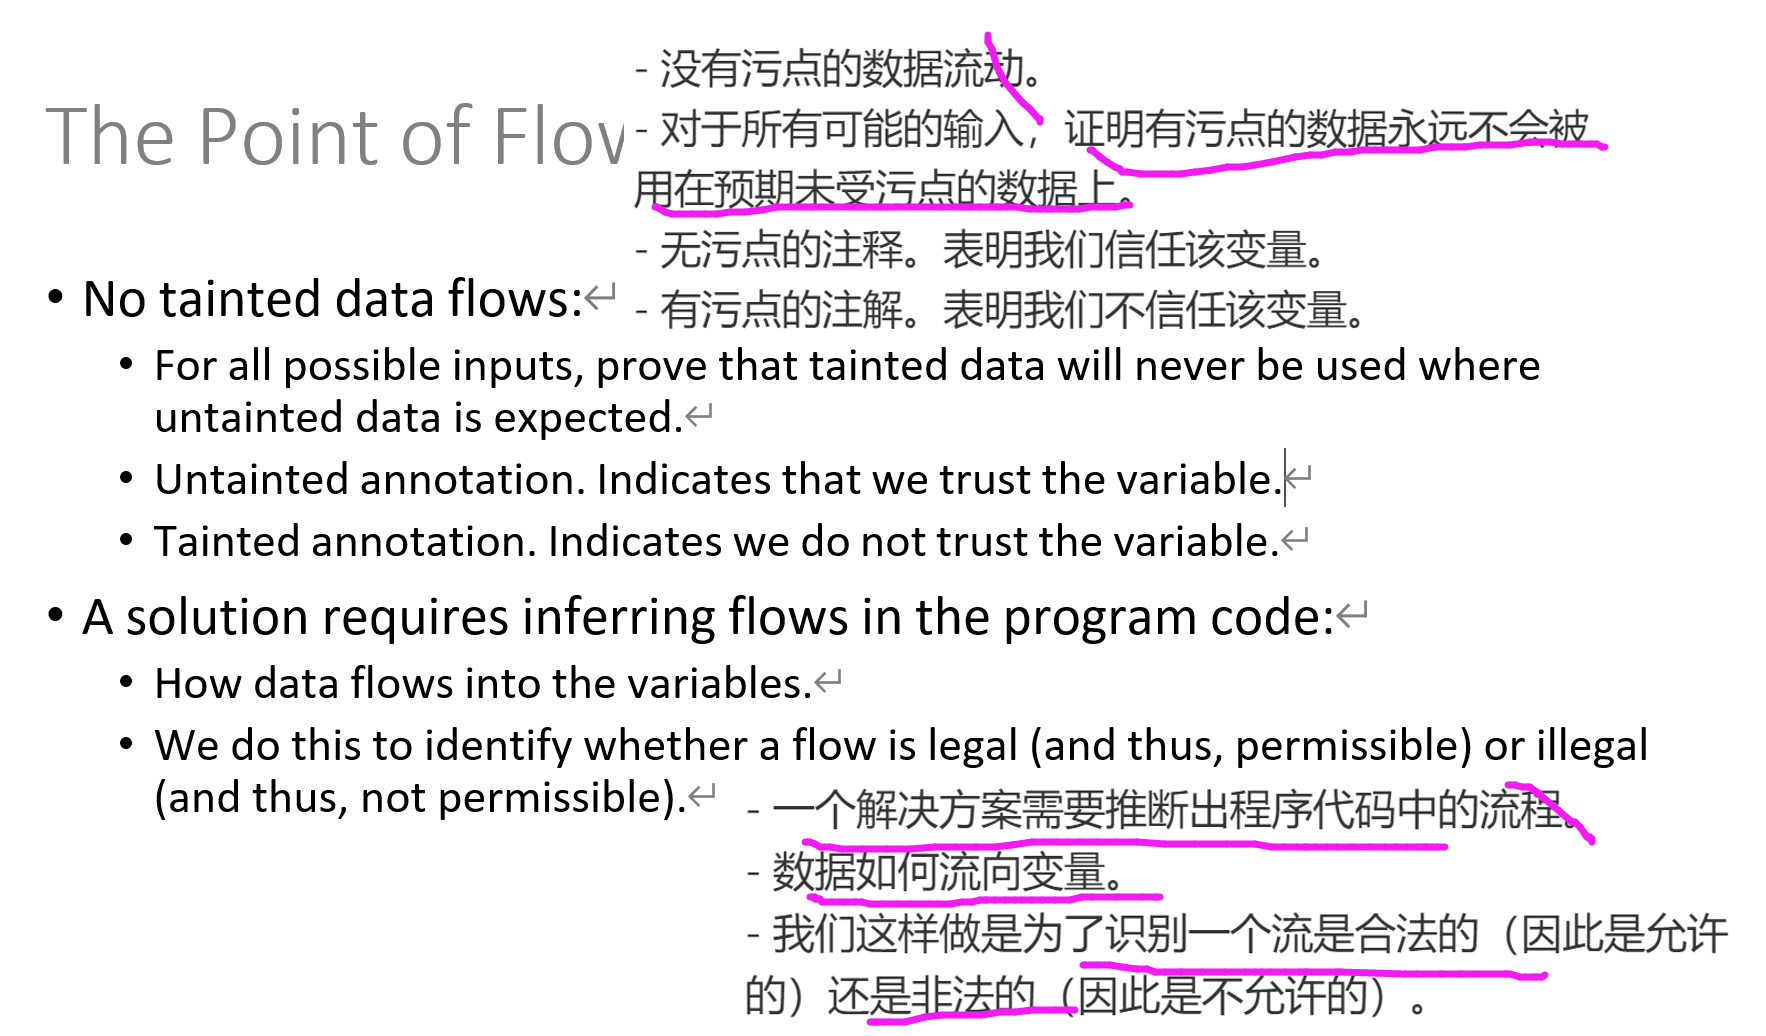 The Point of Flow
- 没有污点的数据流动。
- 对于所有可能的输入，证明有污点的数据永远不会被
用在预期未受污点的数据上。
- 无污点的注释。表明我们信任该变量。
- 有污点的注解。表明我们不信任该变量。
• No tainted data flows:↵
• For all possible inputs, prove that tainted data will never be used where
untainted data is expected.↵
• Untainted annotation. Indicates that we trust the variable.↵
• Tainted annotation. Indicates we do not trust the variable.↵
• A solution requires inferring flows in the program code:↵
• How data flows into the variables.↵
• We do this to identify whether a flow is legal (and thus, permissible) or illegal
(and thus, not permissible).↵
- 一个解决方案需要推断出程序代码中的流程。
- 数据如何流向变量。
- 我们这样做是为了识别一个流是合法的（因此是允许
的）还是非法的（因此是不允许的）。